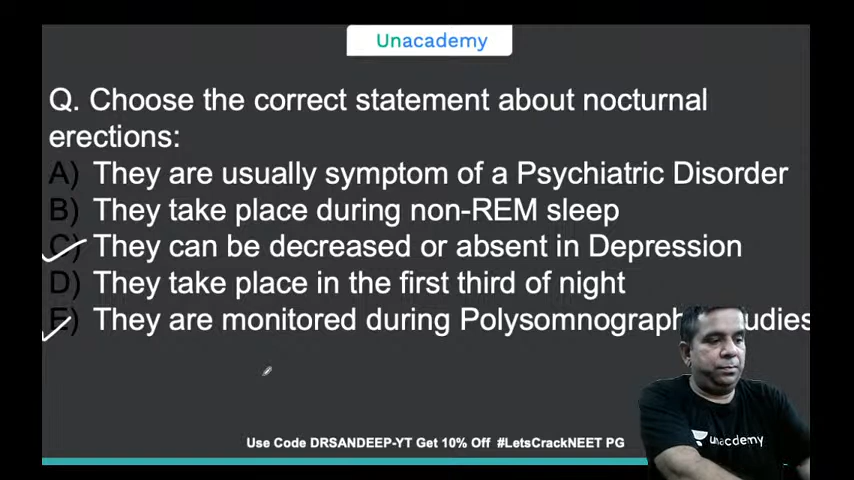 Unacademy
Q. Choose the correct statement about nocturnal
erections:
A) They are usually symptom of a Psychiatric Disorder
B) They take place during non-REM sleep
C) They can be decreased or absent in Depression
D) They take place in the first third of night
E) They are monitored during
Use Code DRSANDEEP-YT Get 10% Off #LetsCrackNEET PG
unacdemy